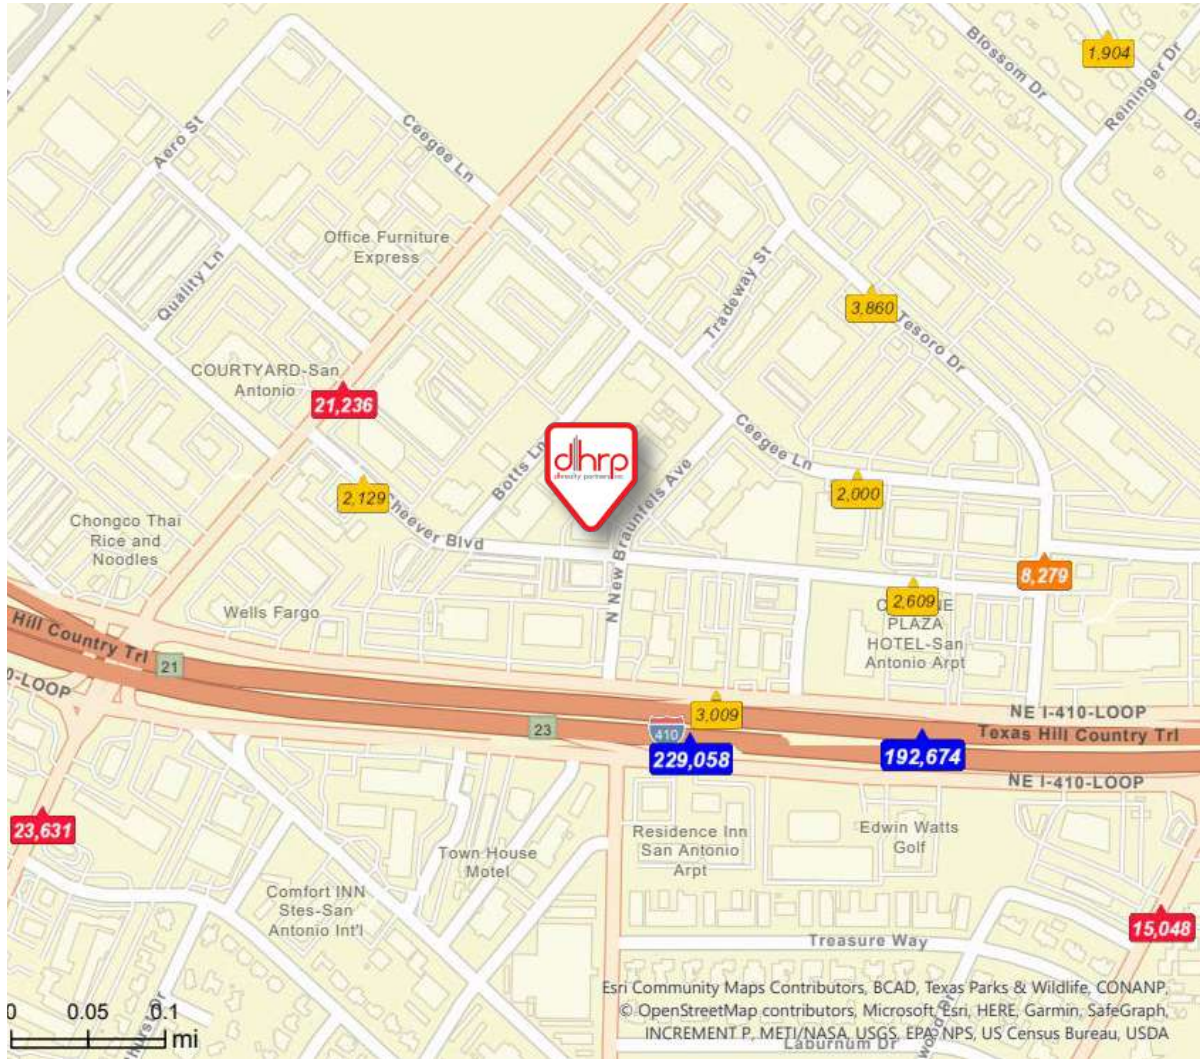 1,904
Blossom Dr
Reininger Dr
Aero St
Ceegee Ln
Office Furniture
Express
Quality Ln
Tradeway St
3,860
Tesoro Dr
COURTYARD-San
Antonio
21,236
Botts Ln
dhrp
Ceegee Ln
2,129
2,000
Cheever Blvd
N New Braunfels Ave
Chongco Thai
Rice and
Noodles
8,279
2,609
PLAZA
HOTEL-San
Antonio Arpt
Wells Fargo
Hill Country Trl
21
0-LOOP
3,009
23
410
NE I-410-LOOP
Texas Hill Country Trl
229,058
192,674
NE I-410-LOOP
23,631
Residence Inn
San Antonio
Arpt
Edwin Watts
Golf
Town House
Motel
Comfort INN
Stes-San
Antonio Int'l
15,048
Treasure Way
Esri Community Maps Contributors, BCAD, Texas Parks & Wildlife, CONANP,
© OpenStreetMap contributors, Microsoft, Esri, HERE, Garmin, SafeGraph,
INCREMENT P, METI/NASA, USGS, EPA, NPS, US Census Bureau, USDA
0 0.05 0.1
mi
Laburnum Dr